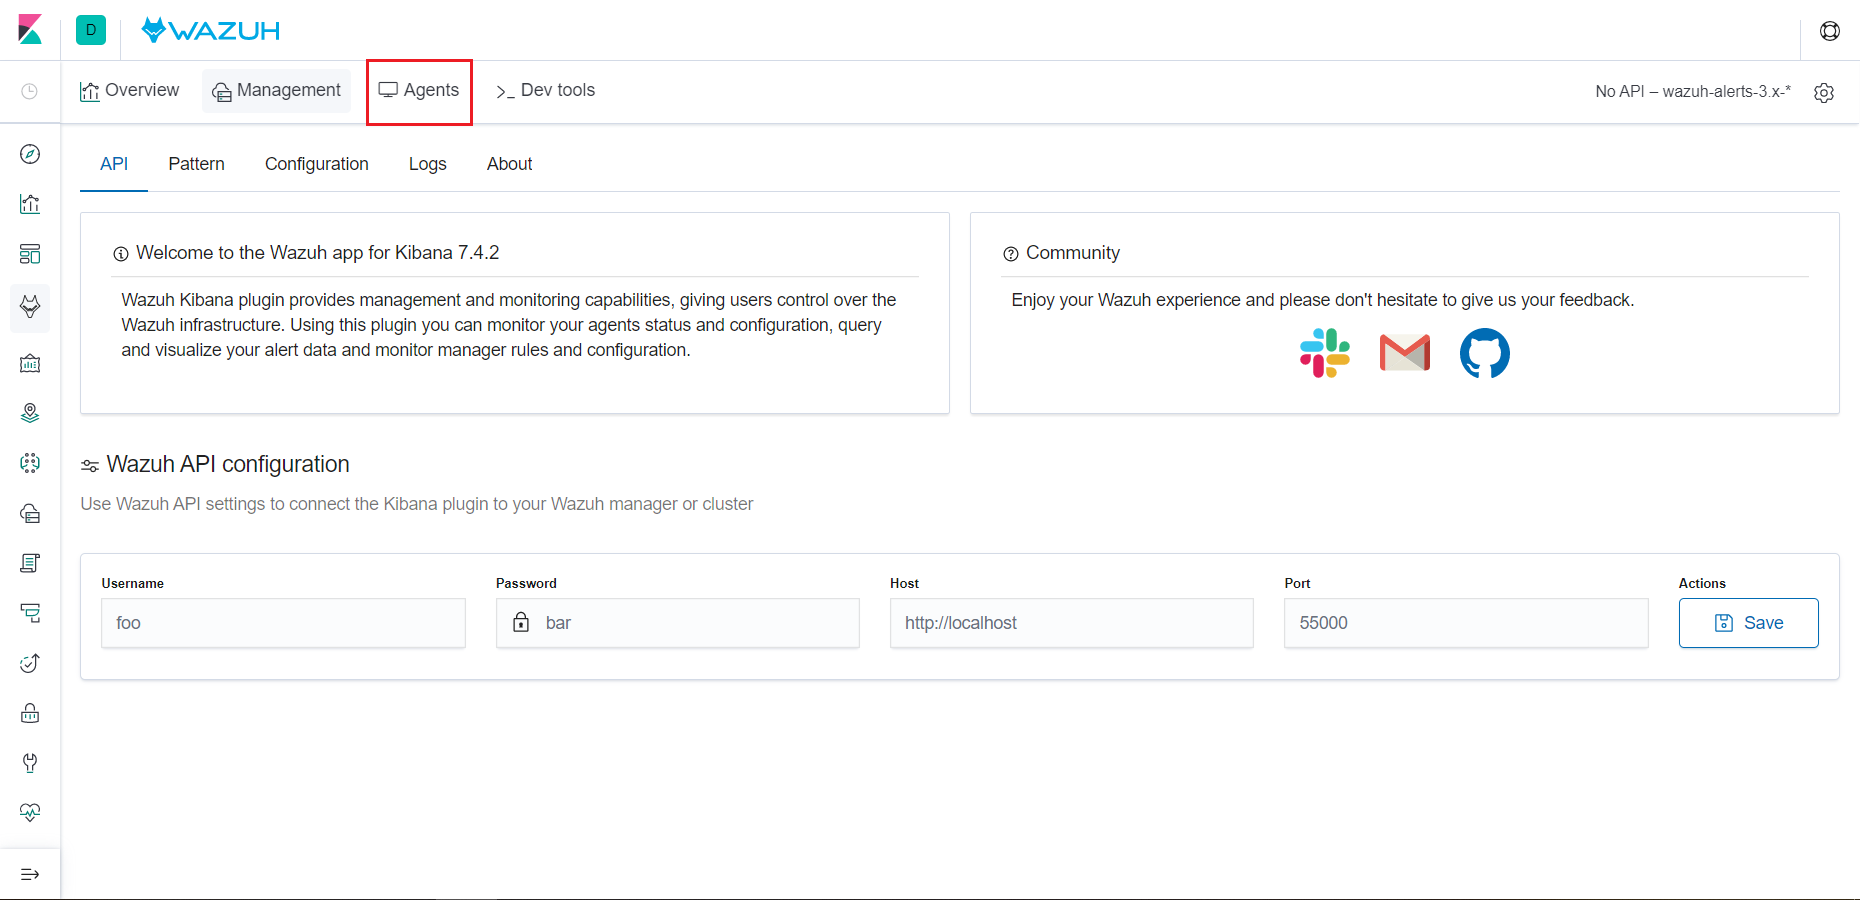 D
WAZUH
Overview
Management
Agents
>_ Dev tools
No API – wazuh-alerts-3.x-*
API
Pattern
Configuration
Logs
About
Welcome to the Wazuh app for Kibana 7.4.2
Wazuh Kibana plugin provides management and monitoring capabilities, giving users control over the
Wazuh infrastructure. Using this plugin you can monitor your agents status and configuration, query
and visualize your alert data and monitor manager rules and configuration.
Community
Enjoy your Wazuh experience and please don't hesitate to give us your feedback.
Wazuh API configuration
Use Wazuh API settings to connect the Kibana plugin to your Wazuh manager or cluster
Username
Password
Host
Port
Actions
foo
bar
http://localhost
55000
Save